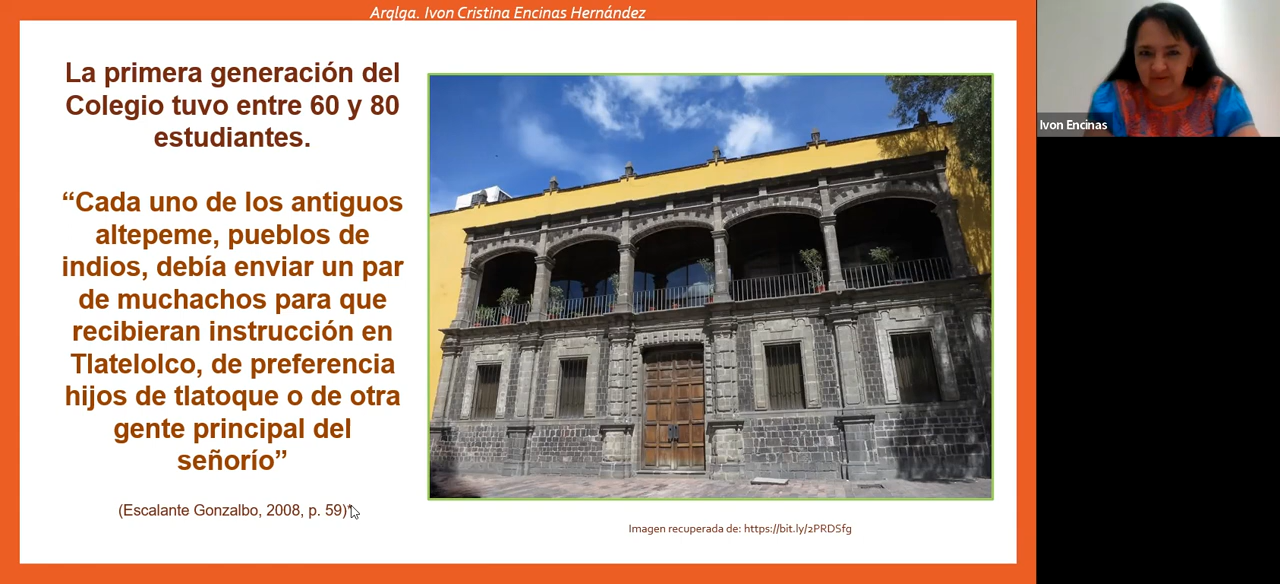 Arqlga. Ivon Cristina Encinas Hernández
La primera generación del
Colegio tuvo entre 60 y 80
estudiantes.
“Cada uno de los antiguos
altepeme, pueblos de
indios, debía enviar un par
de muchachos para que
recibieran instrucción en
Tlatelolco, de preferencia
hijos de tlatoque o de otra
gente principal del
señorío”
(Escalante Gonzalbo, 2008, p. 59)”
Imagen recuperada de: https://bit.ly/2PRDSfg
Ivon Encinas